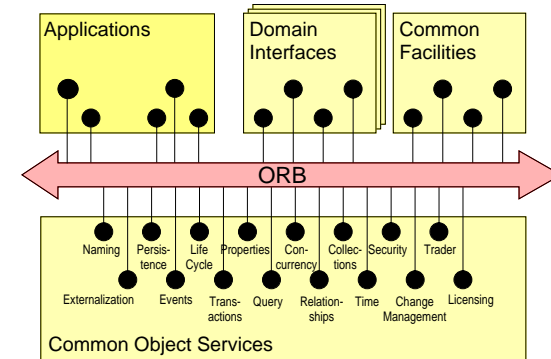 Applications
Domain
Interfaces
Common
Facilities
ORB
Naming
Persis-
tence
Life
Cycle
Properties
Con-
currency
Collec-
tions
Security
Trader
Externalization
Events
Trans-
actions
Query
Relation-
ships
Time
Change
Management
Licensing
Common Object Services